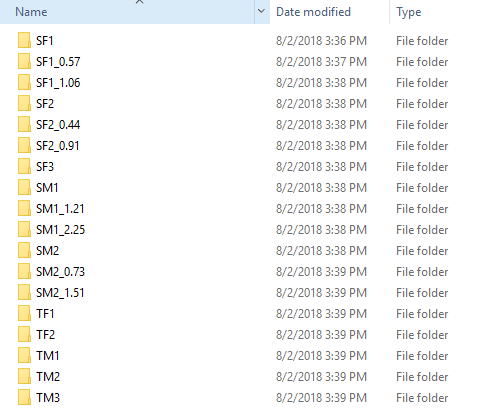 Name Date modified Type
SF1 8/2/2018 3:36 PM File folder
SF1_0.57 8/2/2018 3:37 PM File folder
SF1_1.06 8/2/2018 3:38 PM File folder
SF2 8/2/2018 3:38 PM File folder
SF2_0.44 8/2/2018 3:38 PM File folder
SF2_0.91 8/2/2018 3:38 PM File folder
SF3 8/2/2018 3:38 PM File folder
SM1 8/2/2018 3:38 PM File folder
SM1_1.21 8/2/2018 3:38 PM File folder
SM1_2.25 8/2/2018 3:38 PM File folder
SM2 8/2/2018 3:38 PM File folder
SM2_0.73 8/2/2018 3:39 PM File folder
SM2_1.51 8/2/2018 3:39 PM File folder
TF1 8/2/2018 3:39 PM File folder
TF2 8/2/2018 3:39 PM File folder
TM1 8/2/2018 3:39 PM File folder
TM2 8/2/2018 3:39 PM File folder
TM3 8/2/2018 3:39 PM File folder